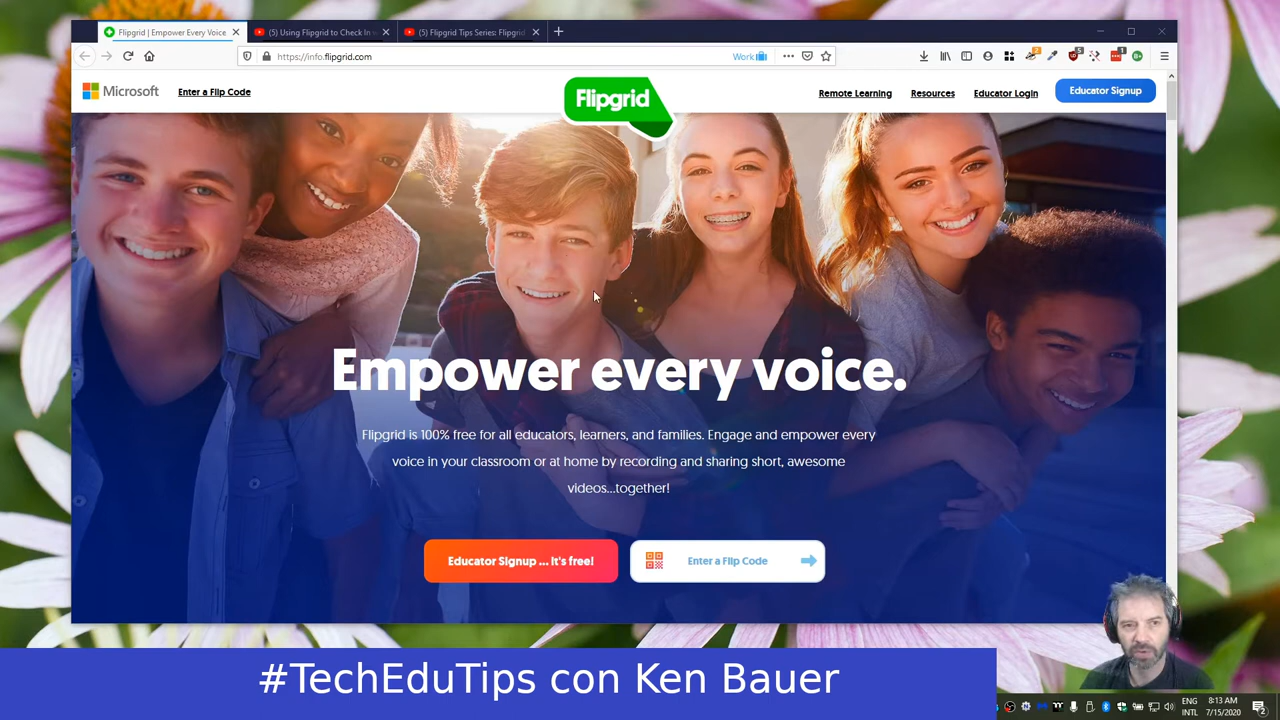 Flipgrid | Empower Every Voice
(5) Using Flipgrid to Check In
(5) Flipgrid Tips Series: Flipgrid
https://info.flipgrid.com
Work
2
5
1
Microsoft
Enter a Flip Code
Flipgrid
Remote Learning
Resources
Educator Login
Educator Signup
Empower every voice.
Flipgrid is 100% free for all educators, learners, and families. Engage and empower every
voice in your classroom or at home by recording and sharing short, awesome
videos...together!
Educator Signup ... it's free!
Enter a Flip Code
#TechEduTips con Ken Bauer
ENG
INTL
8:13 AM
7/15/2020
2